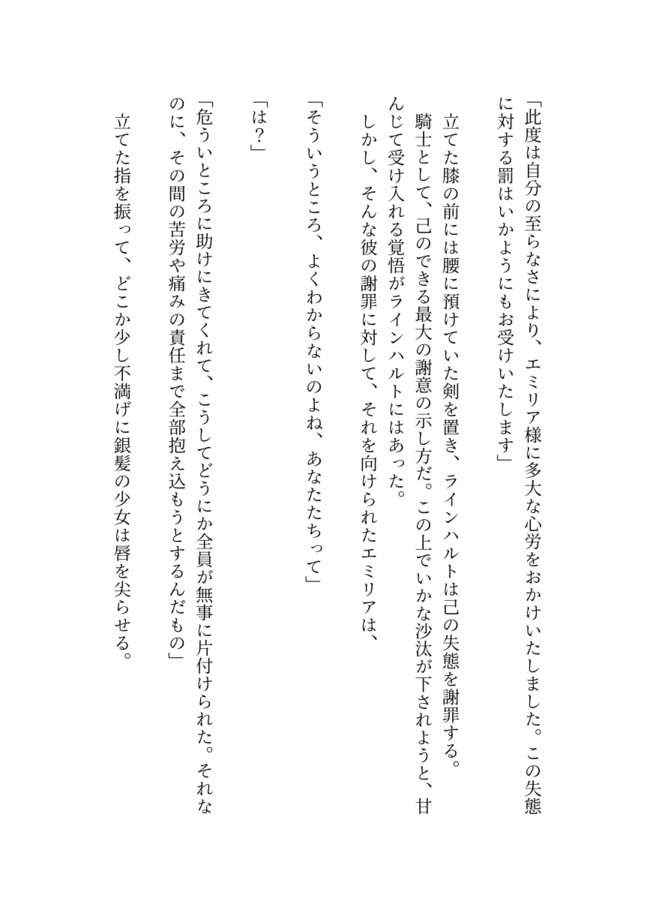 「此度は自分の至らなさにより、エミリア様に多大な心労をおかけいたしました。この失態
に対する罰はいかようにもお受けいたします」
立てた膝の前には腰に預けていた剣を置き、ラインハルトは己の失態を謝罪する。
騎士として、己のできる最大の謝意の示し方だ。この上でいかな沙汰が下されようと、甘
んじて受け入れる覚悟がラインハルトにはあった。
しかし、そんな彼の謝罪に対して、それを向けられたエミリアは、
「そういうところ、よくわからないのよね、あなたたちって」
「は？」
「危ういところに助けにきてくれて、こうしてどうにか全員が無事に片付けられた。それな
のに、その間の苦労や痛みの責任まで全部抱え込もうとするんだもの」
立てた指を振って、どこか少し不満げに銀髪の少女は唇を尖らせる。